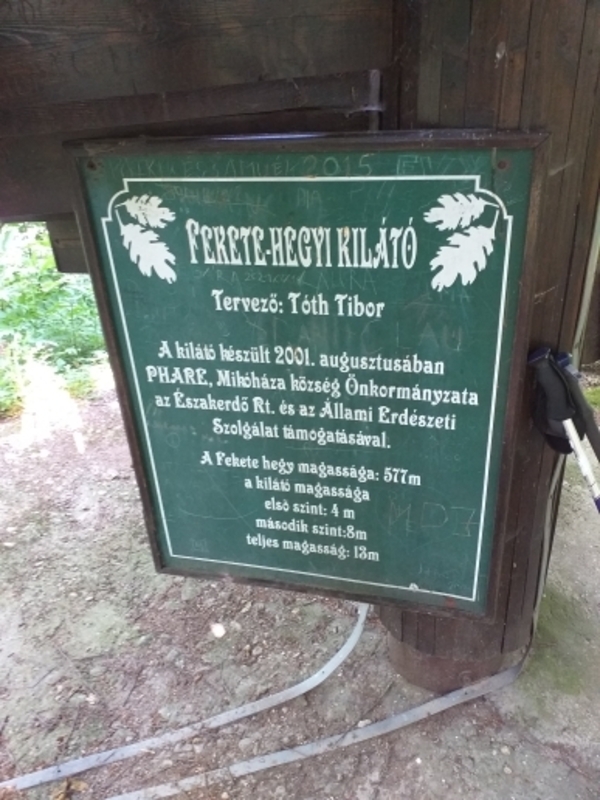 2015
FEKETE-HEGYI KILÁTÓ
Tervező: Tóth Tibor
A kilátó készült 2001. augusztusában
PHARE, Mikóháza község Önkormányzata
az Északerdő Rt. és az Állami Erdészeti
Szolgálat támogatásával.
A Fekete hegy magassága: 577m
a kilátó magassága
első szint: 4 m
második szint:8m
teljes magasság: 13m